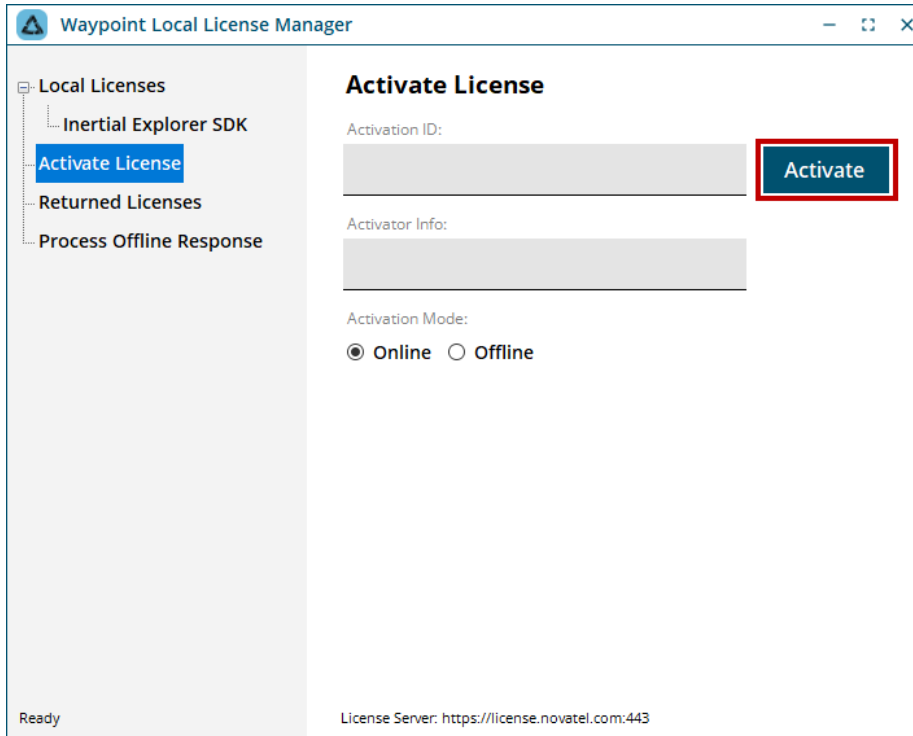 Waypoint Local License Manager
Local Licenses
Inertial Explorer SDK
Activate License
Returned Licenses
Process Offline Response
Activate License
Activation ID:
Activate
Activator Info:
Activation Mode:
Online Offline
Ready
License Server: https://license.novatel.com:443